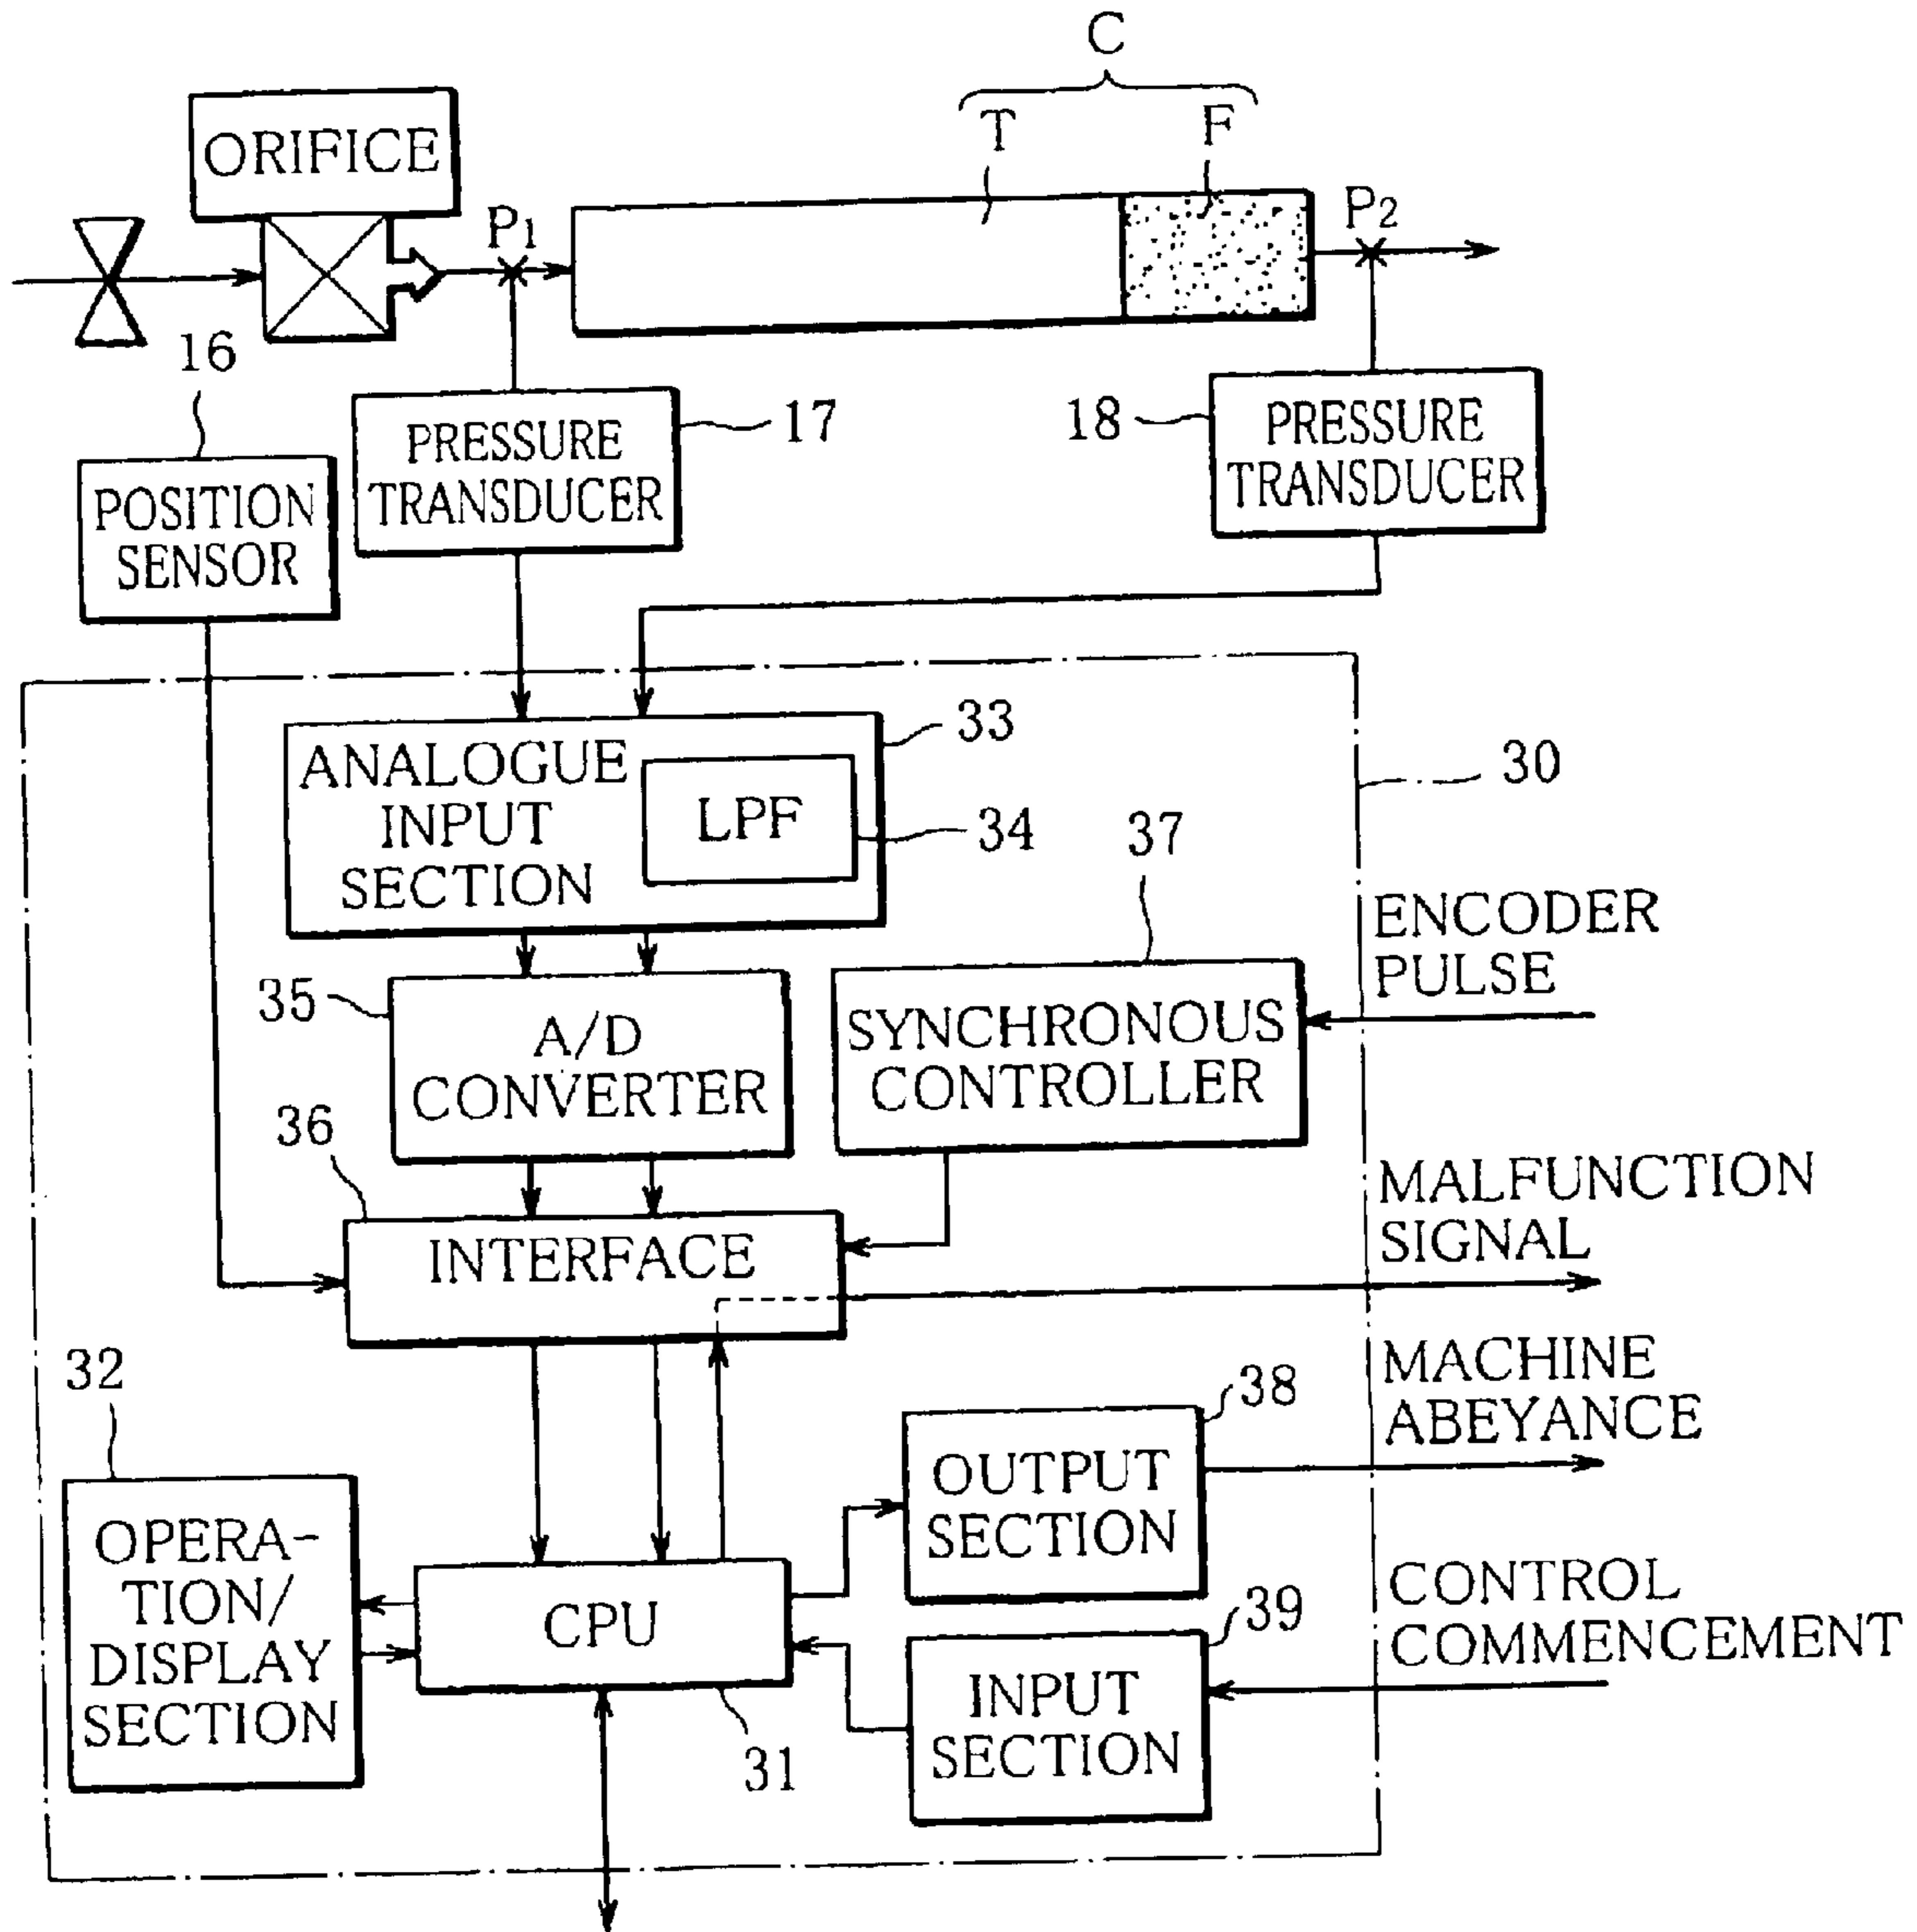 C
T
F
ORIFICE
P1
P2
16
17
18
PRESSURE
TRANSDUCER
PRESSURE
TRANSDUCER
POSITION
SENSOR
33
ANALOGUE
INPUT
SECTION
LPF
34
30
37
ENCODER
PULSE
35
A/D
CONVERTER
SYNCHRONOUS
CONTROLLER
36
INTERFACE
MALFUNCTION
SIGNAL
32
38
MACHINE
ABEYANCE
OPERA-
TION/
DISPLAY
SECTION
OUTPUT
SECTION
CPU
31
39
CONTROL
COMMENCEMENT
INPUT
SECTION